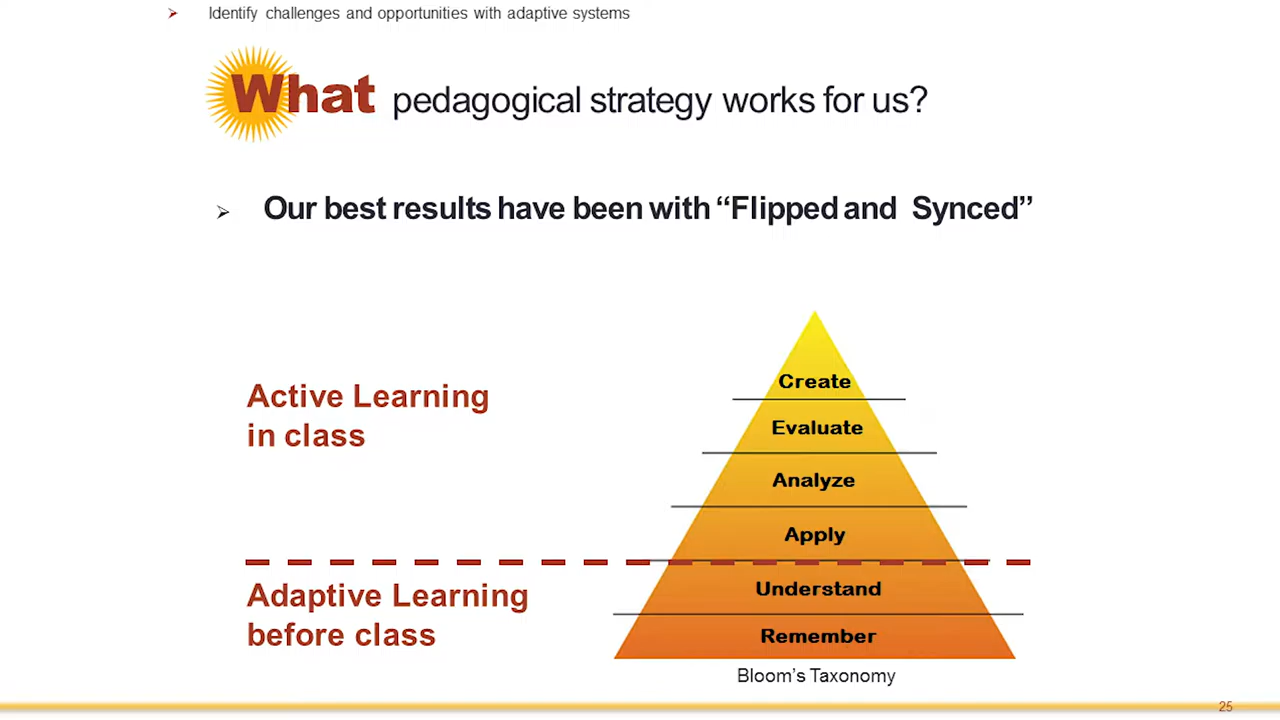 ➢ Identify challenges and opportunities with adaptive systems
What pedagogical strategy works for us?
➢ Our best results have been with “Flipped and Synced”
Active Learning
in class
Adaptive Learning
before class
Create
Evaluate
Analyze
Apply
Understand
Remember
Bloom’s Taxonomy
25